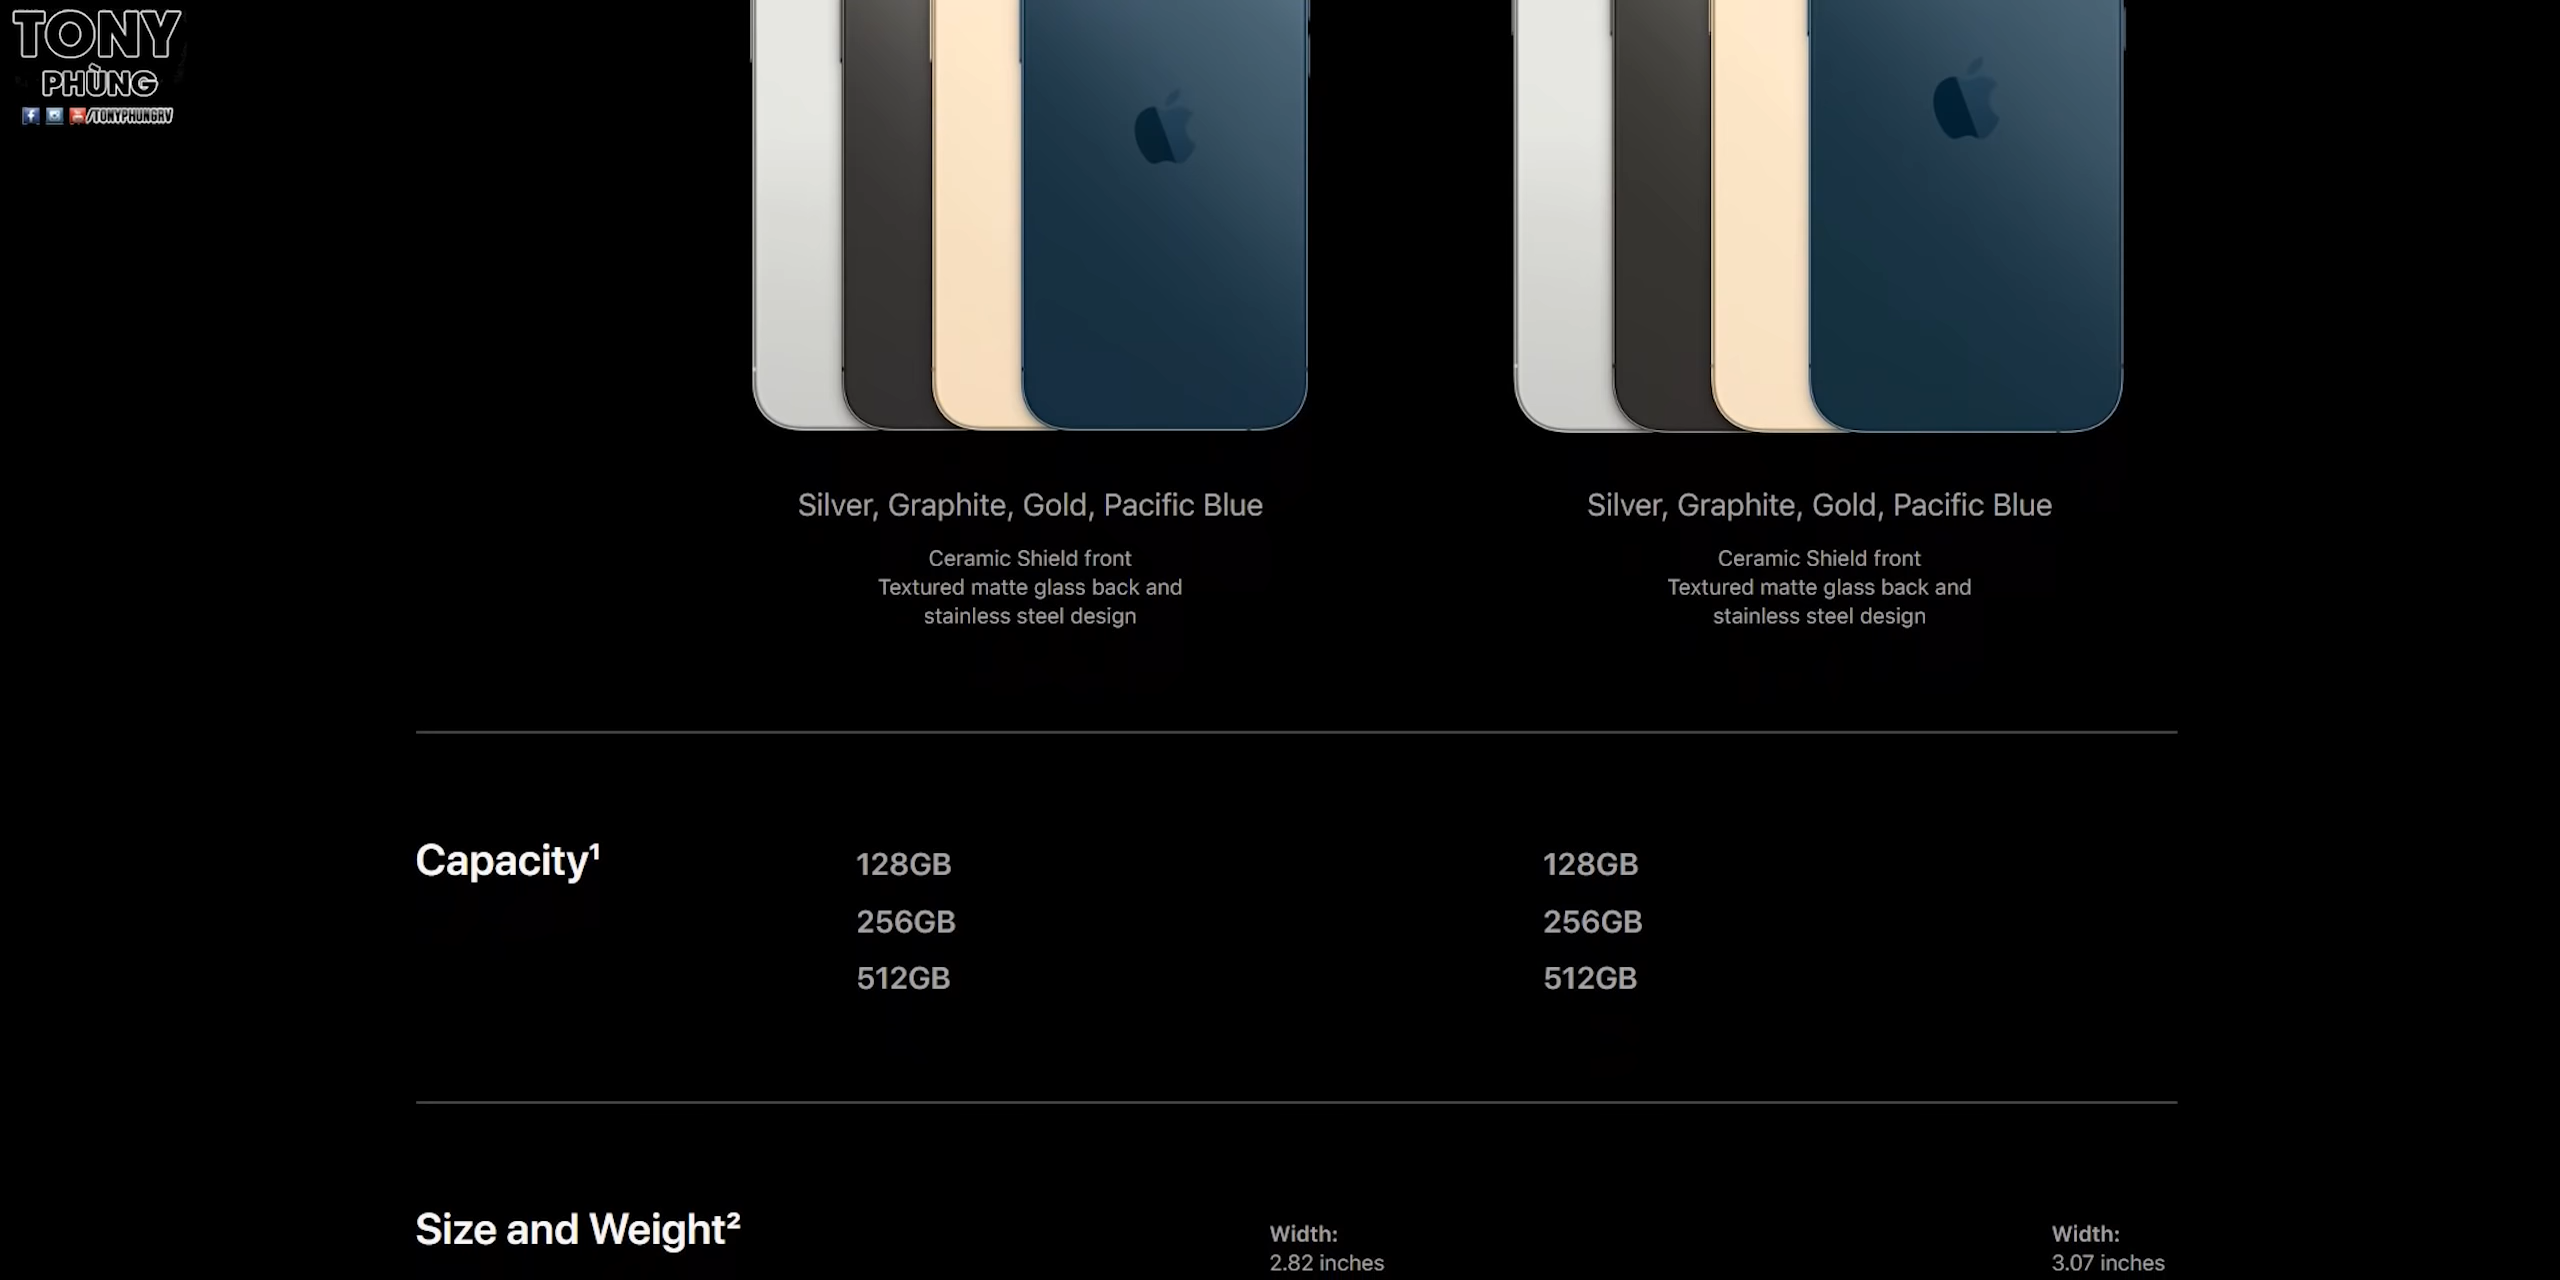 TONY
PHÙNG
/TONYPHUNGRV
Silver, Graphite, Gold, Pacific Blue
Ceramic Shield front
Textured matte glass back and
stainless steel design
Silver, Graphite, Gold, Pacific Blue
Ceramic Shield front
Textured matte glass back and
stainless steel design
Capacity¹
128GB
256GB
512GB
128GB
256GB
512GB
Size and Weight²
Width:
2.82 inches
Width:
3.07 inches